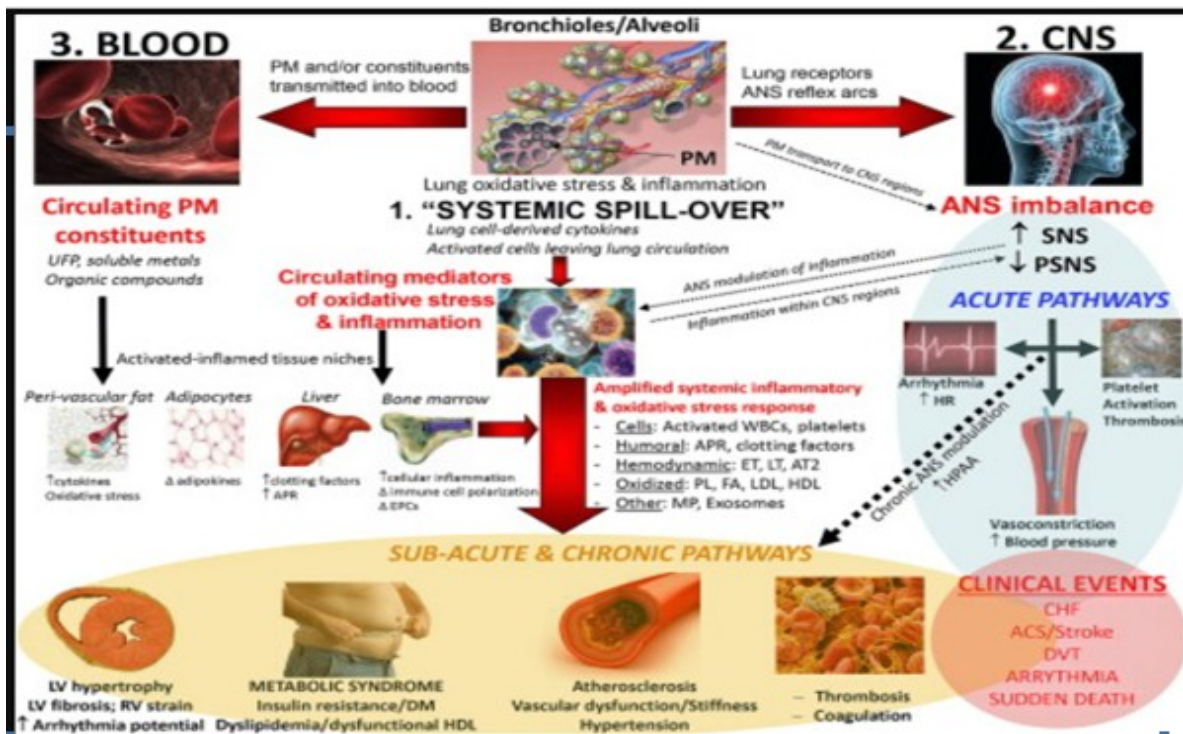 Bronchioles/Alveoli
3. BLOOD
PM and/or constituents
transmitted into blood
Lung receptors
ANS reflex arcs
2. CNS
PM
PM transport to CNS regions
Lung oxidative stress & inflammation
1. "SYSTEMIC SPILL-OVER"
Lung cell-derived cytokines
Activated cells leaving lung circulation
Circulating PM
constituents
UFP, soluble metals
Organic compounds
Circulating mediators
of oxidative stress
& inflammation
ANS imbalance
↑ SNS
↓ PSNS
ANS modulation of inflammation
Inflammation within CNS regions
ACUTE PATHWAYS
Arrhythmia
↑ HR
Platelet
Activation
Thrombosis
Vasoconstriction
↑ Blood pressure
Chronic ANS modulation
↑ HPAA
Activated-inflamed tissue niches
Peri-vascular fat
↑cytokines
Oxidative stress
Adipocytes
Δ adipokines
Liver
↑clotting factors
↑ APR
Bone marrow
↑cellular inflammation
Δ immune cell polarization
Δ EPCs
Amplified systemic inflammatory
& oxidative stress response
- Cells: Activated WBCs, platelets
- Humoral: APR, clotting factors
- Hemodynamic: ET, LT, AT2
- Oxidized: PL, FA, LDL, HDL
- Other: MP, Exosomes
SUB-ACUTE & CHRONIC PATHWAYS
LV hypertrophy
LV fibrosis; RV strain
↑ Arrhythmia potential
METABOLIC SYNDROME
Insulin resistance/DM
Dyslipidemia/dysfunctional HDL
Atherosclerosis
Vascular dysfunction/Stiffness
Hypertension
– Thrombosis
– Coagulation
CLINICAL EVENTS
CHF
ACS/Stroke
DVT
ARRYTHMIA
SUDDEN DEATH